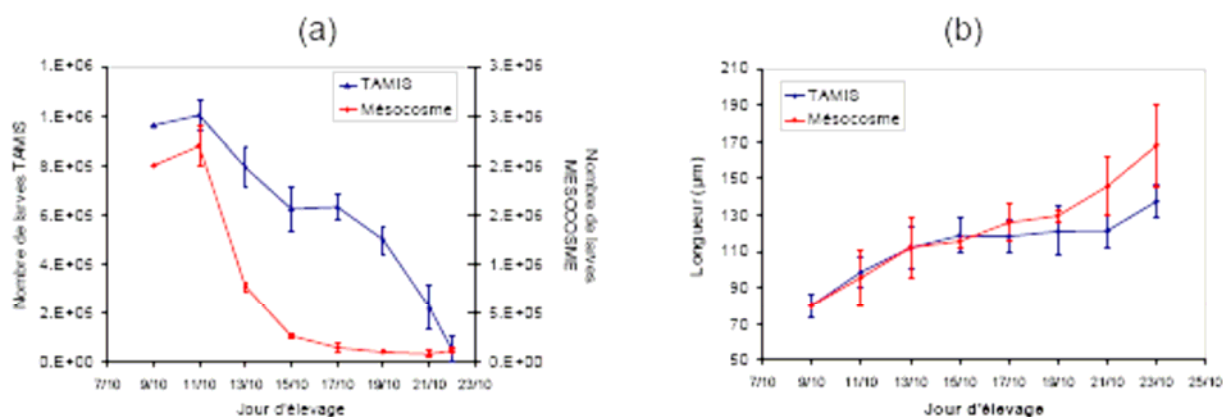 (a)
Nombre de larves TAMIS
1.E+06
1.E+06
8.E+05
6.E+05
4.E+05
2.E+05
0.E+00
TAMIS
Mésocosme
3.E+06
3.E+06
2.E+06
2.E+06
1.E+06
5.E+05
0.E+00
Nombre de larves
MESOCOSME
7/10 9/10 11/10 13/10 15/10 17/10 19/10 21/10 23/10
Jour d'élevage
(b)
Longueur (µm)
210
190
170
150
130
110
90
70
50
TAMIS
Mésocosme
7/10 9/10 11/10 13/10 15/10 17/10 19/10 21/10 23/10 25/10
Jour d'élevage